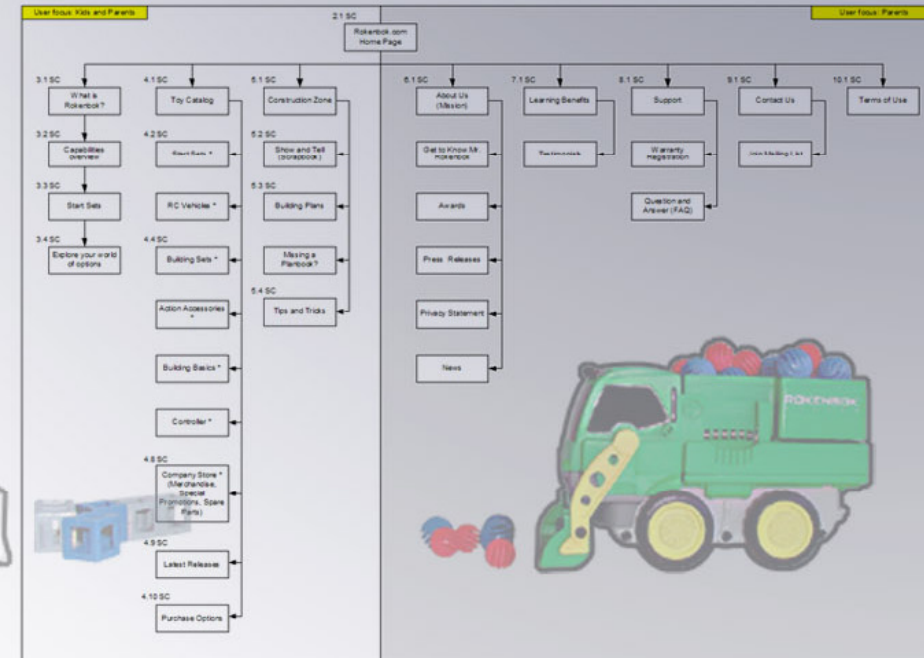 User focus: Kids and Parents
User focus: Parents
2.1 SC
Rokenbok.com
Home Page
3.1 SC
What is
Rokenbok?
3.2 SC
Capabilities
overview
3.3 SC
Start Sets
3.4 SC
Explore your world
of options
4.1 SC
Toy Catalog
4.2 SC
Start Sets *
RC Vehicles *
4.4 SC
Building Sets *
Action Accessories
*
Building Basics *
Controller *
4.8 SC
Company Store *
(Merchandise,
Special
Promotions, Spare
Parts)
4.9 SC
Latest Releases
4.10 SC
Purchase Options
5.1 SC
Construction Zone
5.2 SC
Show and Tell
(Scrapbook)
5.3 SC
Building Plans
Missing a
Planbook?
5.4 SC
Tips and Tricks
6.1 SC
About Us
(Mission)
Get to Know Mr.
Rokenbok
Awards
Press Releases
Privacy Statement
News
7.1 SC
Learning Benefits
Testimonials
8.1 SC
Support
Warranty
Registration
Question and
Answer (FAQ)
9.1 SC
Contact Us
Join Mailing List
10.1 SC
Terms of Use
ROKENBOK